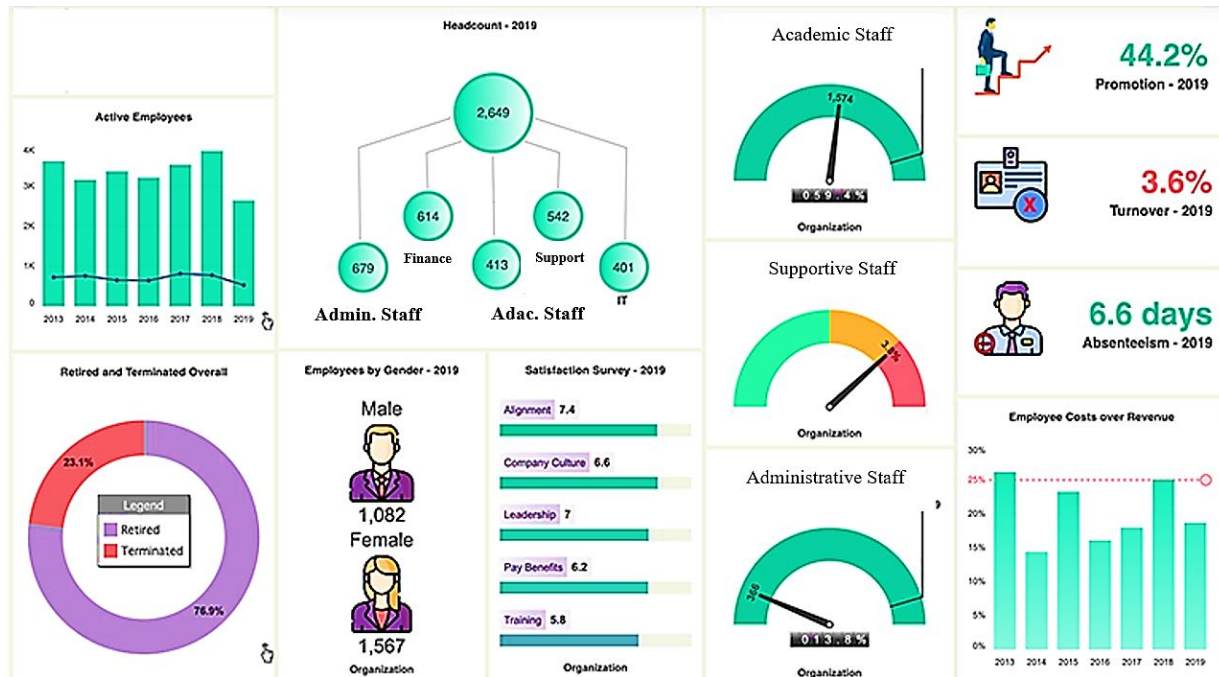 Active Employees
4K
3K
2K
1K
0
2013 2014 2015 2016 2017 2018 2019
Headcount - 2019
2,649
614
542
Finance
Support
679
413
401
Admin. Staff
Adac. Staff
IT
Academic Staff
1,574
059.4%
Organization
44.2%
Promotion - 2019
X
3.6%
Turnover - 2019
6.6 days
Absenteeism - 2019
Supportive Staff
3.8%
Organization
Retired and Terminated Overall
23.1%
Legend
Retired
Terminated
76.9%
Employees by Gender - 2019
Male
1,082
Female
1,567
Organization
Satisfaction Survey - 2019
Alignment 7.4
Company Culture 6.6
Leadership 7
Pay Benefits 6.2
Training 5.8
Organization
Administrative Staff
366
013.8%
Organization
Employee Costs over Revenue
30%
25%
20%
15%
10%
5%
0%
2013 2014 2015 2016 2017 2018 2019